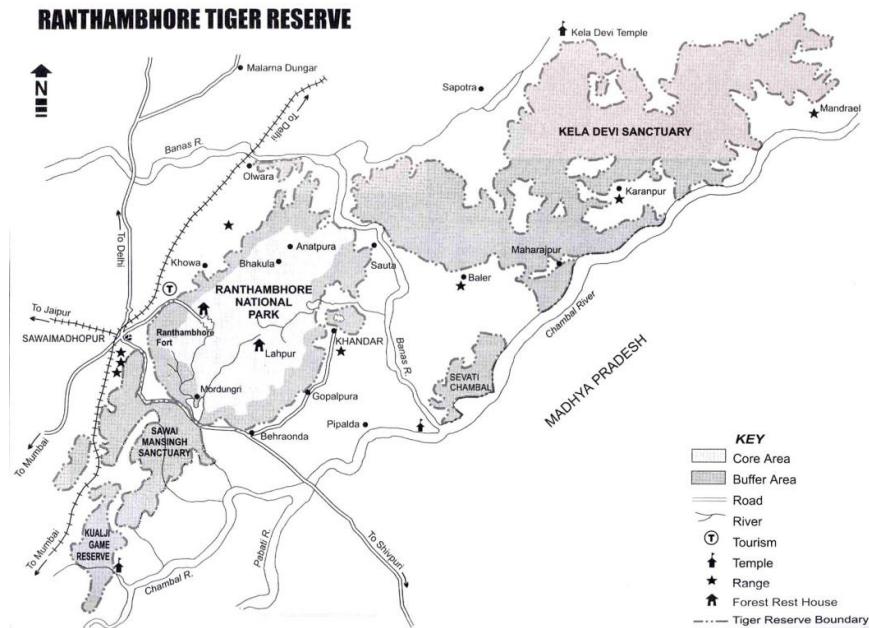 RANTHAMBHORE TIGER RESERVE
N
Malarna Dungar
To Delhi
Kela Devi Temple
Sapotra
Mandrael
KELA DEVI SANCTUARY
Banas R.
Olwara
Karanpur
To Delhi
Anatpura
Khowa
Bhakula
Sauta
Maharajpur
Baler
T
RANTHAMBHORE
NATIONAL
PARK
To Jaipur
SAWAIMADHOPUR
Ranthambhore
Fort
Lahpur
KHANDAR
Banas R.
Chambal River
SEVATI
CHAMBAL
MADHYA PRADESH
Mordungri
Gopalpura
Behraonda
Pipalda
To Mumbai
SAWAI
MANSINGH
SANCTUARY
To Mumbai
KUALJI
GAME
RESERVE
Chambal R.
Pabati R.
To Shivpuri
KEY
Core Area
Buffer Area
Road
River
T Tourism
Temple
Range
Forest Rest House
Tiger Reserve Boundary